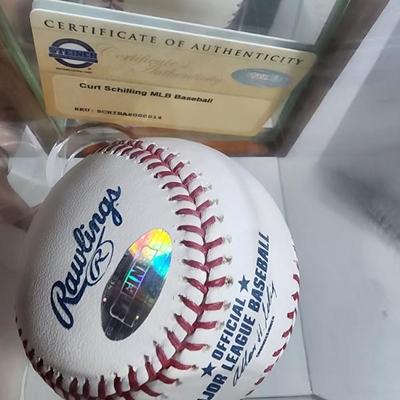 CERTIFICATE OF AUTHENTICITY
STEINER
Curt Schilling MLB Baseball
Rawlings
R
OFFICIAL
MAJOR LEAGUE BASEBALL